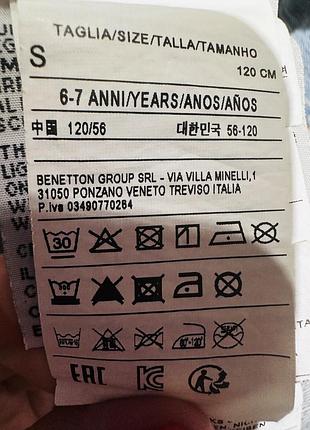 TAGLIA/SIZE/TALLA/TAMANHO
S
120 CM
6-7 ANNI/YEARS/ANOS/AÑOS
中国 120/56 대한민국 56-120
BENETTON GROUP SRL - VIA VILLA MINELLI,1
31050 PONZANO VENETO TREVISO ITALIA
P.iva 03490770264
30
EAC